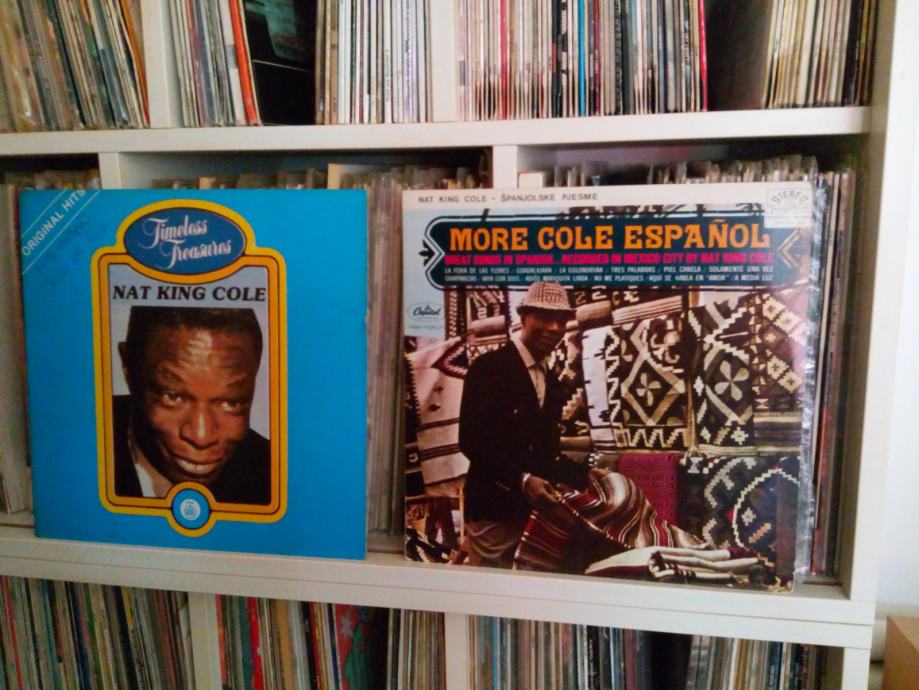 ORIGINAL HITS
Timeless
Treasures
NAT KING COLE
NAT KING COLE - ŠPANJOLSKE PJESME
STEREO
MORE COLE ESPAÑOL
GREAT SONGS IN SPANISH...RECORDED IN MEXICO CITY BY NAT KING COLE
LA FERIA DE LAS FLORES · GUADALAJARA · LA GOLONDRINA / TRES PALABRAS / PIEL CANELA / SOLAMENTE UNA VEZ
CHIAPANECAS · VAYA CON DIOS · ADIÓS MARIQUITA LINDA · NO ME PLATIQUES · AQUI SE HABLA EN "AMOR" · A MEDIA LUZ
Capitol